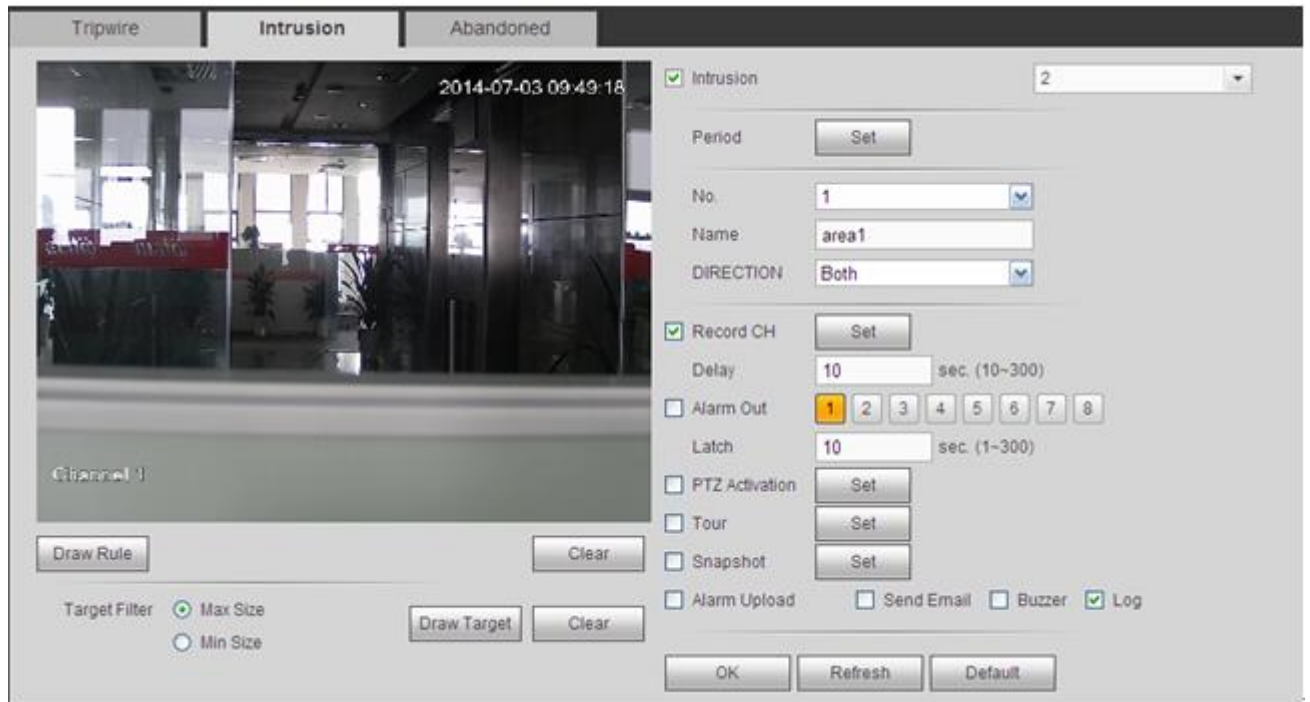 Tripwire Intrusion Abandoned
2014-07-03 09:49:18
Channel 1
Draw Rule Clear
Target Filter Max Size
Min Size
Draw Target Clear
Intrusion 2
Period Set
No. 1
Name area1
DIRECTION Both
Record CH Set
Delay 10 sec. (10~300)
Alarm Out 1 2 3 4 5 6 7 8
Latch 10 sec. (1~300)
PTZ Activation Set
Tour Set
Snapshot Set
Alarm Upload Send Email Buzzer Log
OK Refresh Default